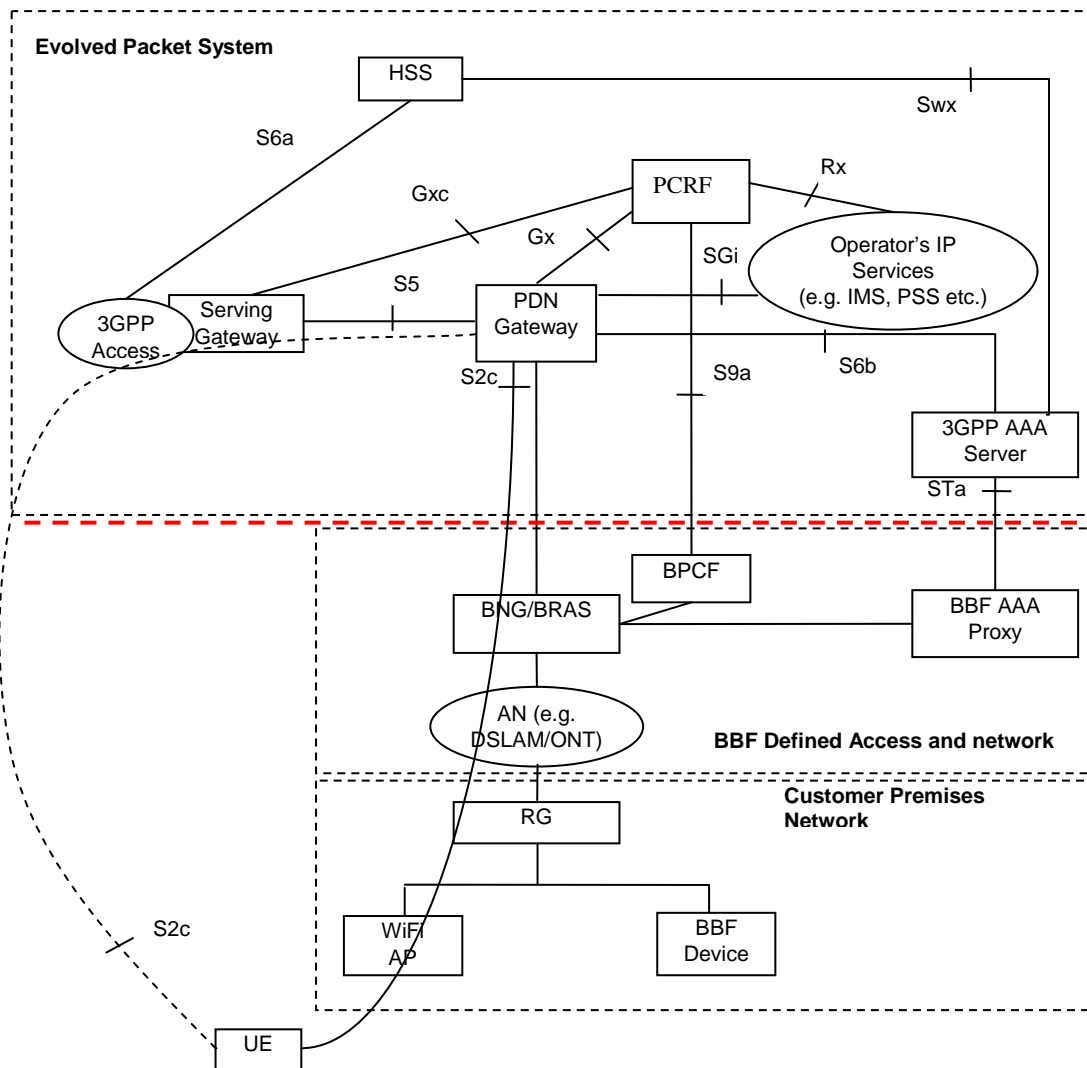 Evolved Packet System
HSS
Swx
S6a
PCRF
Rx
Gxc
Gx
SGi
Operator's IP
Services
(e.g. IMS, PSS etc.)
S5
3GPP
Access
Serving
Gateway
PDN
Gateway
S2c
S9a
S6b
3GPP AAA
Server
STa
BPCF
BNG/BRAS
BBF AAA
Proxy
AN (e.g.
DSLAM/ONT)
BBF Defined Access and network
Customer Premises
Network
RG
WiFi
AP
BBF
Device
S2c
UE